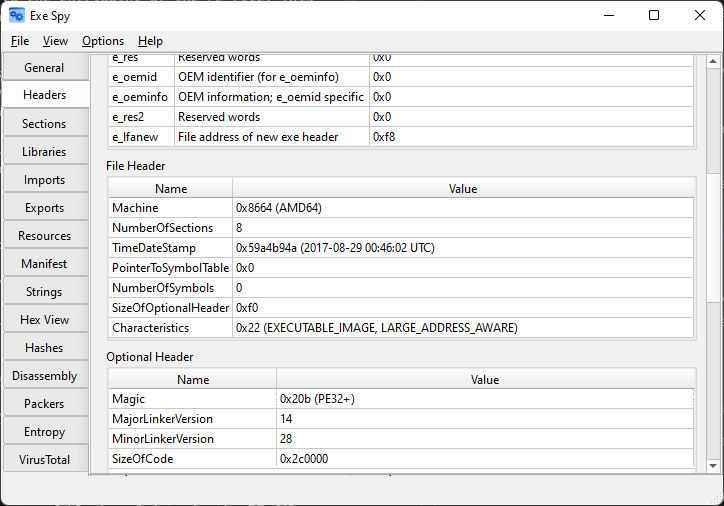 Exe Spy
File View Options Help
General
Headers
Sections
Libraries
Imports
Exports
Resources
Manifest
Strings
Hex View
Hashes
Disassembly
Packers
Entropy
VirusTotal
e_res Reserved words 0x0
e_oemid OEM identifier (for e_oeminfo) 0x0
e_oeminfo OEM information; e_oemid specific 0x0
e_res2 Reserved words 0x0
e_lfanew File address of new exe header 0xf8
File Header
Name Value
Machine 0x8664 (AMD64)
NumberOfSections 8
TimeDateStamp 0x59a4b94a (2017-08-29 00:46:02 UTC)
PointerToSymbolTable 0x0
NumberOfSymbols 0
SizeOfOptionalHeader 0xf0
Characteristics 0x22 (EXECUTABLE_IMAGE, LARGE_ADDRESS_AWARE)
Optional Header
Name Value
Magic 0x20b (PE32+)
MajorLinkerVersion 14
MinorLinkerVersion 28
SizeOfCode 0x2c0000